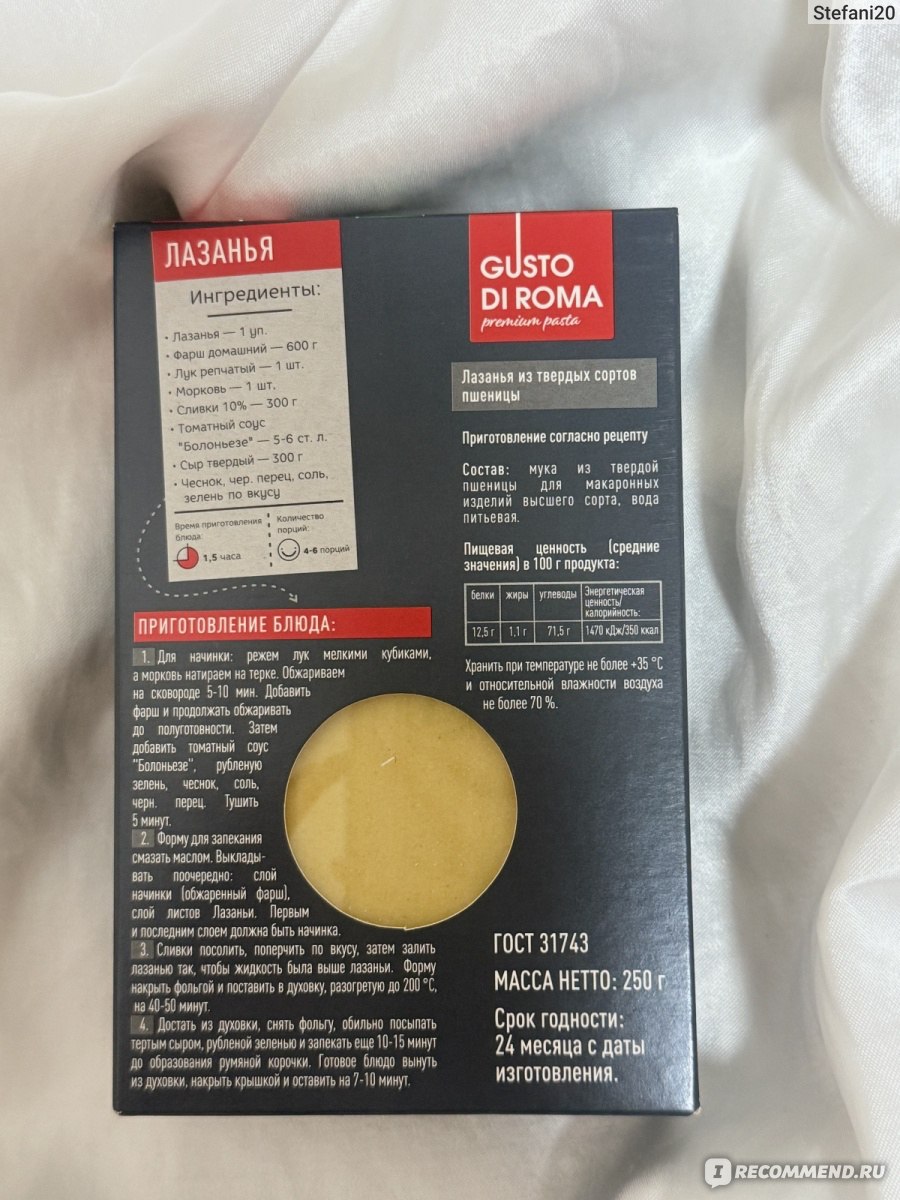 Stefani20
ЛАЗАНЬЯ
Ингредиенты:
• Лазанья — 1 уп.
• Фарш домашний — 600 г
• Лук репчатый — 1 шт.
• Морковь — 1 шт.
• Сливки 10% — 300 г
• Томатный соус
"Болоньезе" — 5-6 ст. л.
• Сыр твердый — 300 г
• Чеснок, чер. перец, соль,
зелень по вкусу
Время приготовления
блюда:
1,5 часа
Количество
порций:
4-6 порций
ПРИГОТОВЛЕНИЕ БЛЮДА:
1. Для начинки: режем лук мелкими кубиками,
а морковь натираем на терке. Обжариваем
на сковороде 5-10 мин. Добавить
фарш и продолжать обжаривать
до полуготовности. Затем
добавить томатный соус
"Болоньезе", рубленую
зелень, чеснок, соль,
черн. перец. Тушить
5 минут.
2. Форму для запекания
смазать маслом. Выклады-
вать поочередно: слой
начинки (обжаренный фарш),
слой листов Лазаньи. Первым
и последним слоем должна быть начинка.
3. Сливки посолить, поперчить по вкусу, затем залить
лазанью так, чтобы жидкость была выше лазаньи. Форму
накрыть фольгой и поставить в духовку, разогретую до 200 °С,
на 40-50 минут.
4. Достать из духовки, снять фольгу, обильно посыпать
тертым сыром, рубленой зеленью и запекать еще 10-15 минут
до образования румяной корочки. Готовое блюдо вынуть
из духовки, накрыть крышкой и оставить на 7-10 минут.
GUSTO
DI ROMA
premium pasta
Лазанья из твердых сортов
пшеницы
Приготовление согласно рецепту
Состав: мука из твердой
пшеницы для макаронных
изделий высшего сорта, вода
питьевая.
Пищевая ценность (средние
значения) в 100 г продукта:
белки жиры углеводы Энергетическая
ценность/
калорийность:
12,5 г 1,1 г 71,5 г 1470 кДж/350 ккал
Хранить при температуре не более +35 °С
и относительной влажности воздуха
не более 70 %.
ГОСТ 31743
МАССА НЕТТО: 250 г
Срок годности:
24 месяца с даты
изготовления.
IRECOMMEND.RU